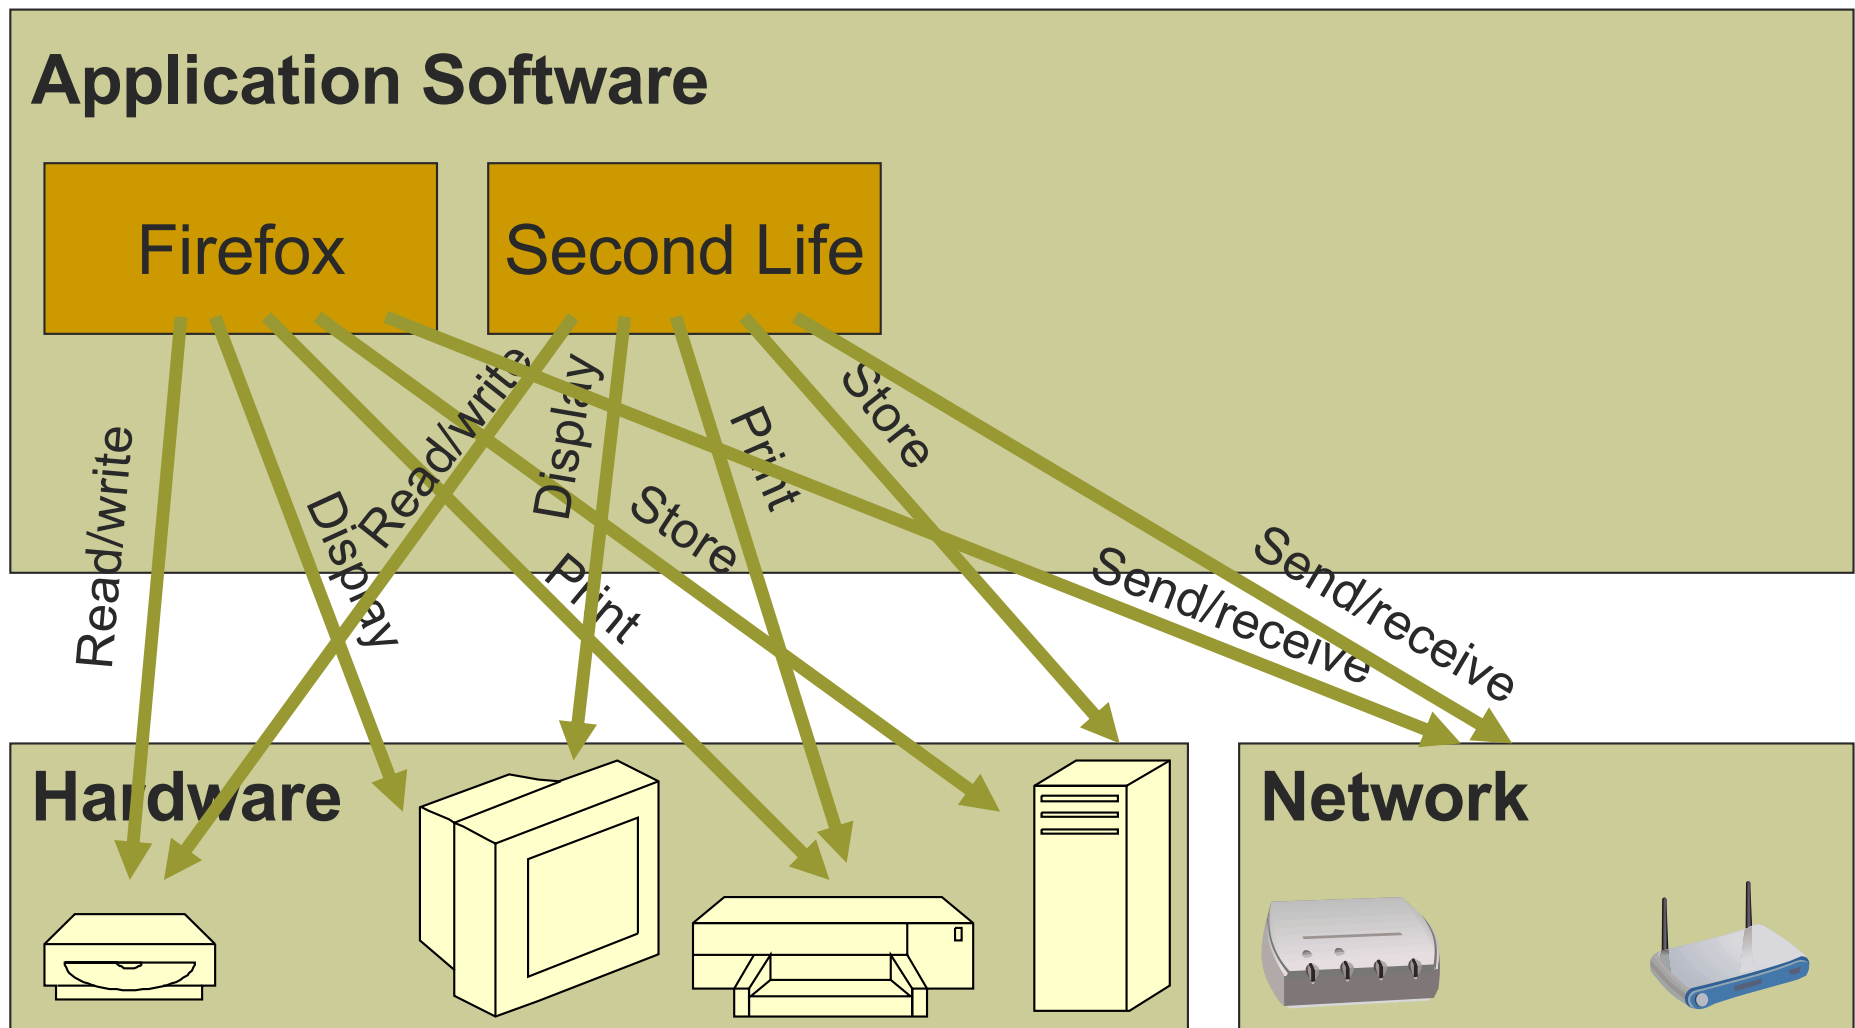 Application Software
Firefox
Second Life
Read/write
Display
Read/write
Print
Display
Store
Print
Store
Send/receive
Send/receive
Hardware
Network